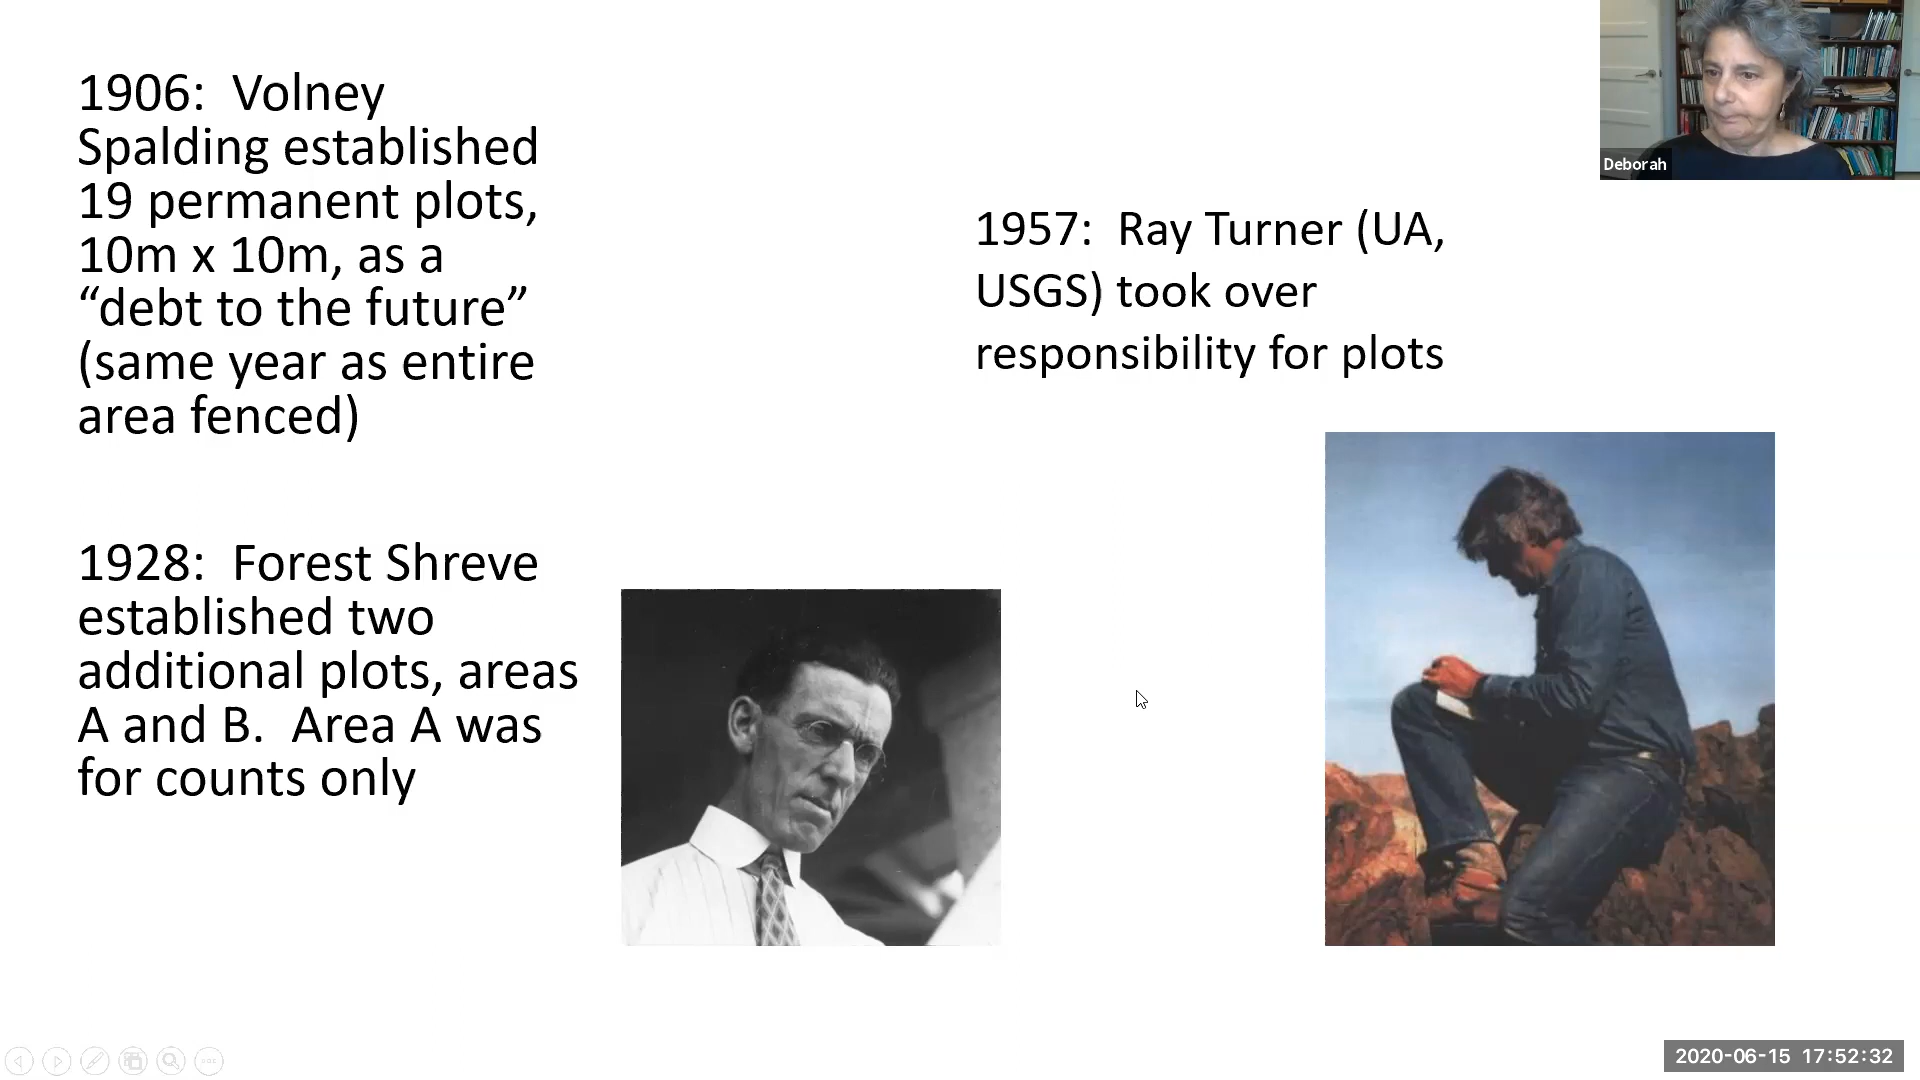 1906:  Volney
Spalding established
19 permanent plots,
10m x 10m, as a
“debt to the future”
(same year as entire
area fenced)
1928:  Forest Shreve
established two
additional plots, areas
A and B.  Area A was
for counts only
1957:  Ray Turner (UA,
USGS) took over
responsibility for plots
Deborah
2020-06-15  17:52:32